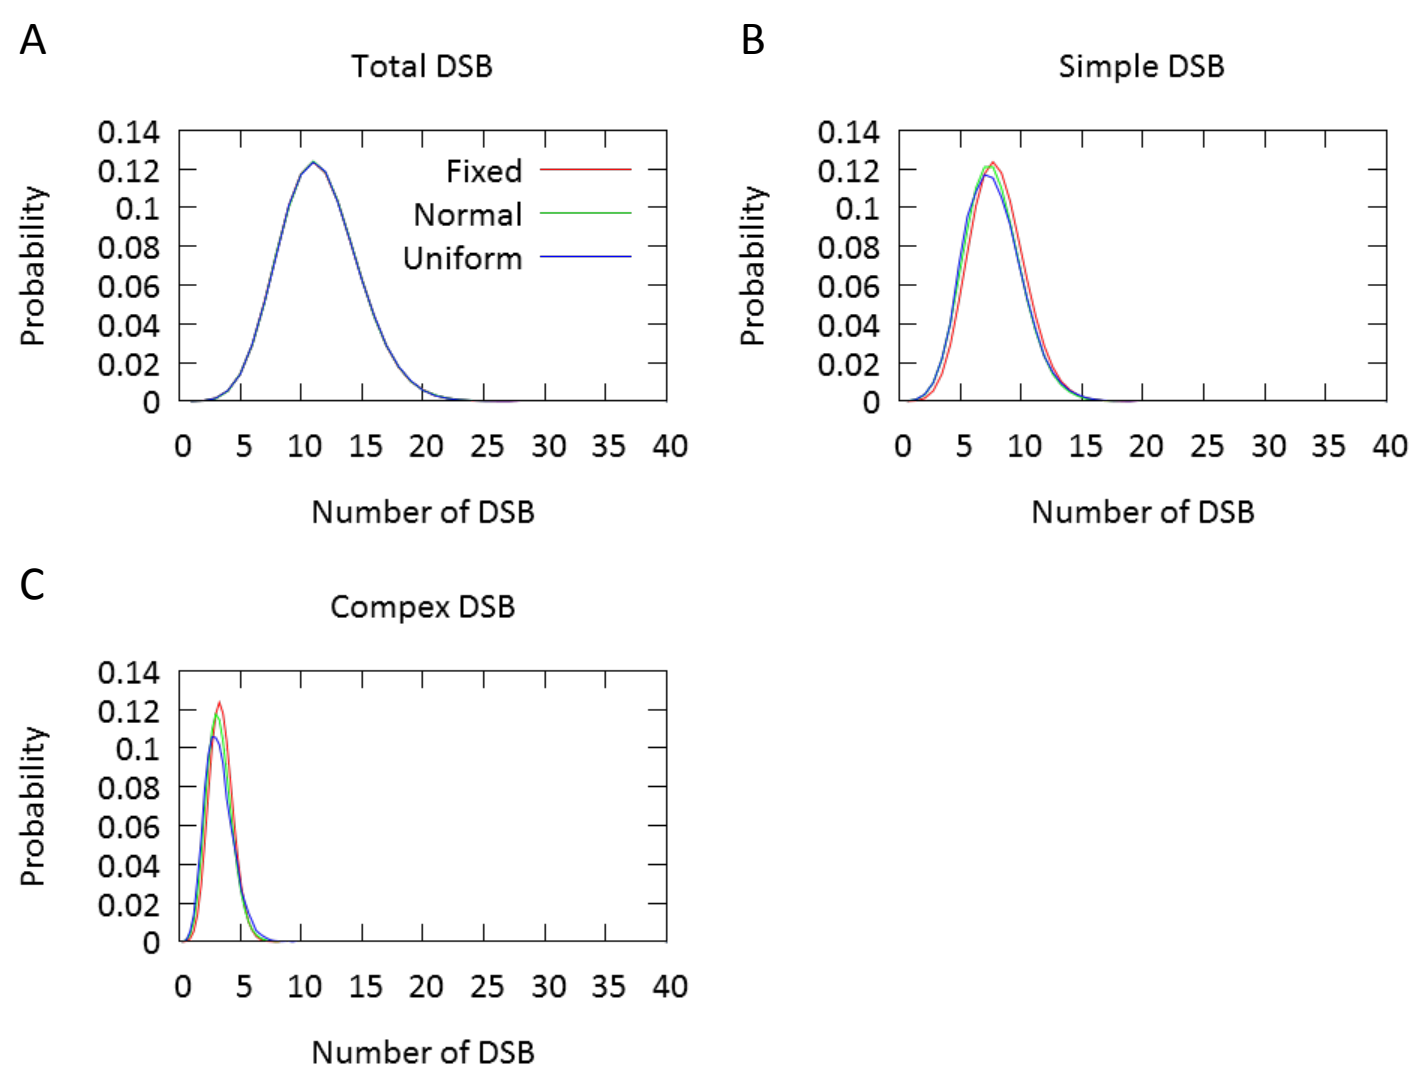 A
Total DSB
Probability
0.14
0.12
0.1
0.08
0.06
0.04
0.02
0
Fixed
Normal
Uniform
0 5 10 15 20 25 30 35 40
Number of DSB
B
Simple DSB
Probability
0.14
0.12
0.1
0.08
0.06
0.04
0.02
0
0 5 10 15 20 25 30 35 40
Number of DSB
C
Compex DSB
Probability
0.14
0.12
0.1
0.08
0.06
0.04
0.02
0
0 5 10 15 20 25 30 35 40
Number of DSB